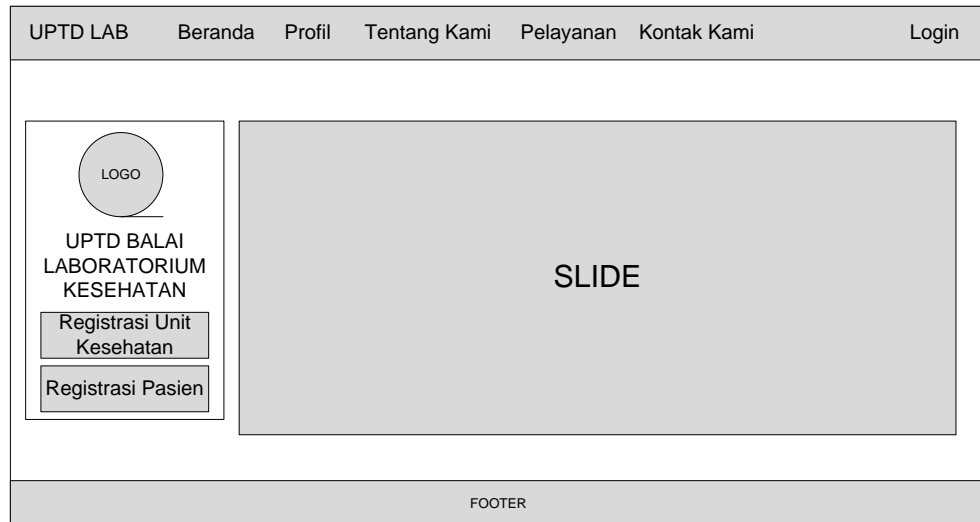 UPTD LAB Beranda Profil Tentang Kami Pelayanan Kontak Kami Login
LOGO
UPTD BALAI
LABORATORIUM
KESEHATAN
Registrasi Unit
Kesehatan
Registrasi Pasien
SLIDE
FOOTER